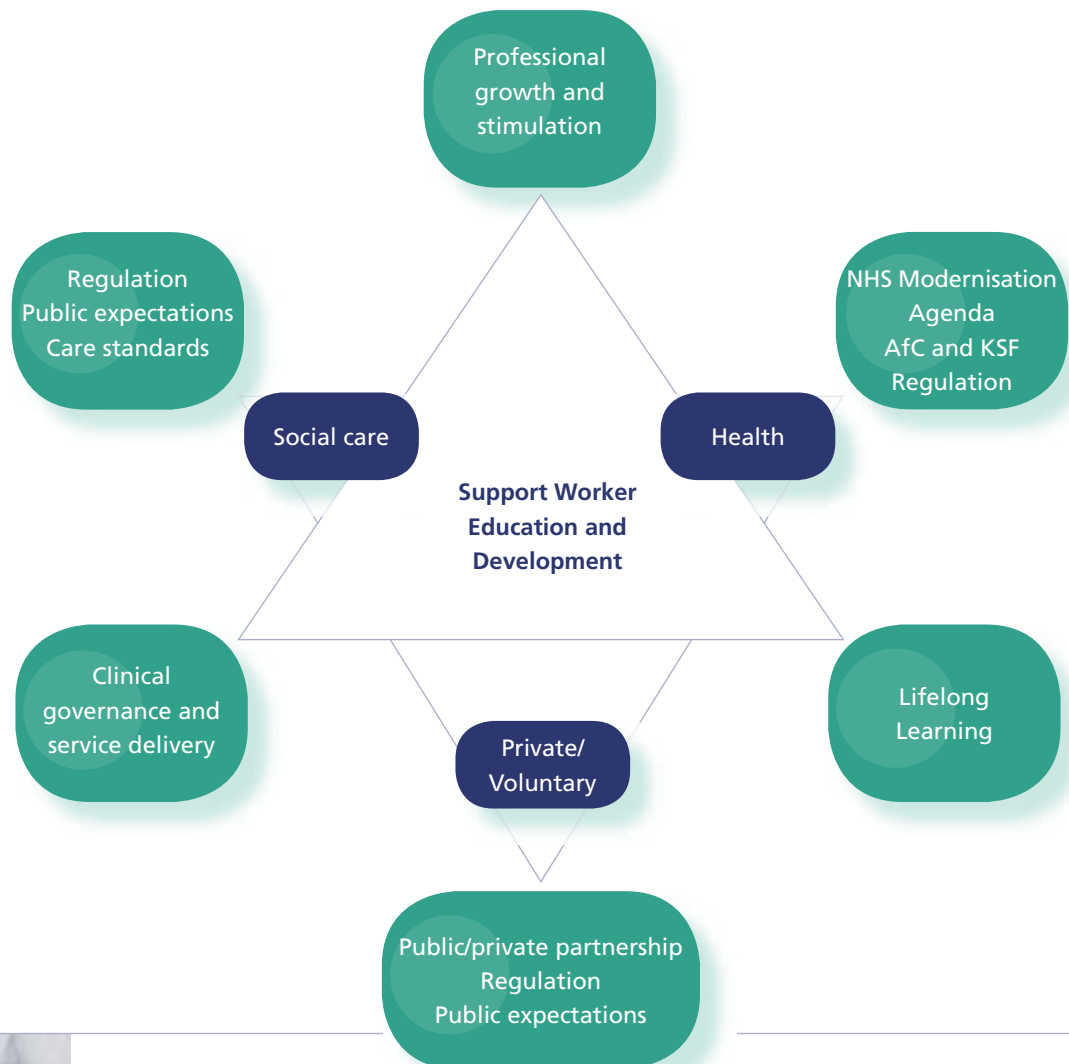 Professional
growth and
stimulation
Regulation
Public expectations
Care standards
NHS Modernisation
Agenda
AfC and KSF
Regulation
Social care
Health
Support Worker
Education and
Development
Clinical
governance and
service delivery
Lifelong
Learning
Private/
Voluntary
Public/private partnership
Regulation
Public expectations